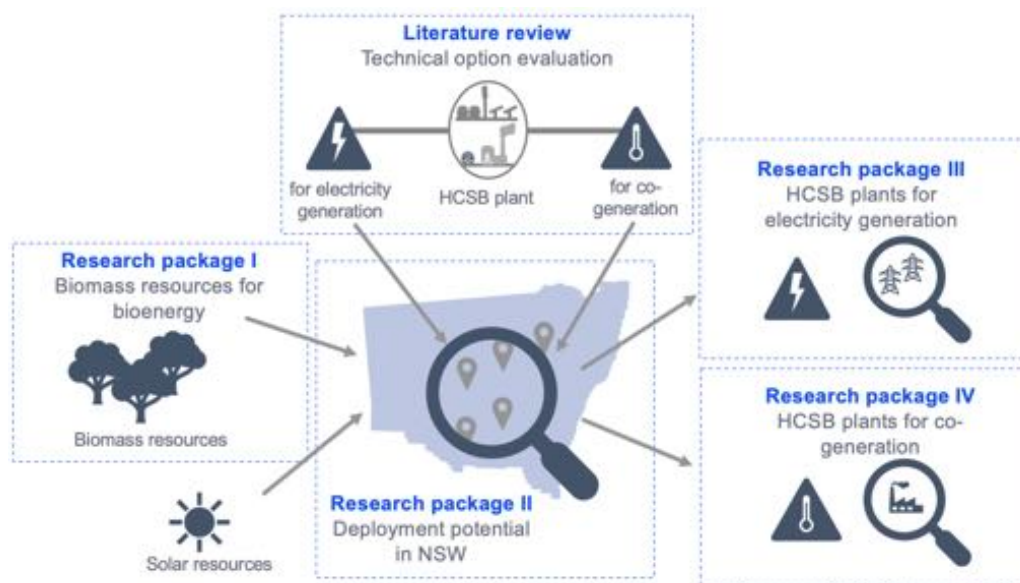 Literature review
Technical option evaluation
for electricity
generation
HCSB plant
for co-
generation
Research package I
Biomass resources for
bioenergy
Biomass resources
Solar resources
Research package II
Deployment potential
in NSW
Research package III
HCSB plants for
electricity generation
Research package IV
HCSB plants for co-
generation